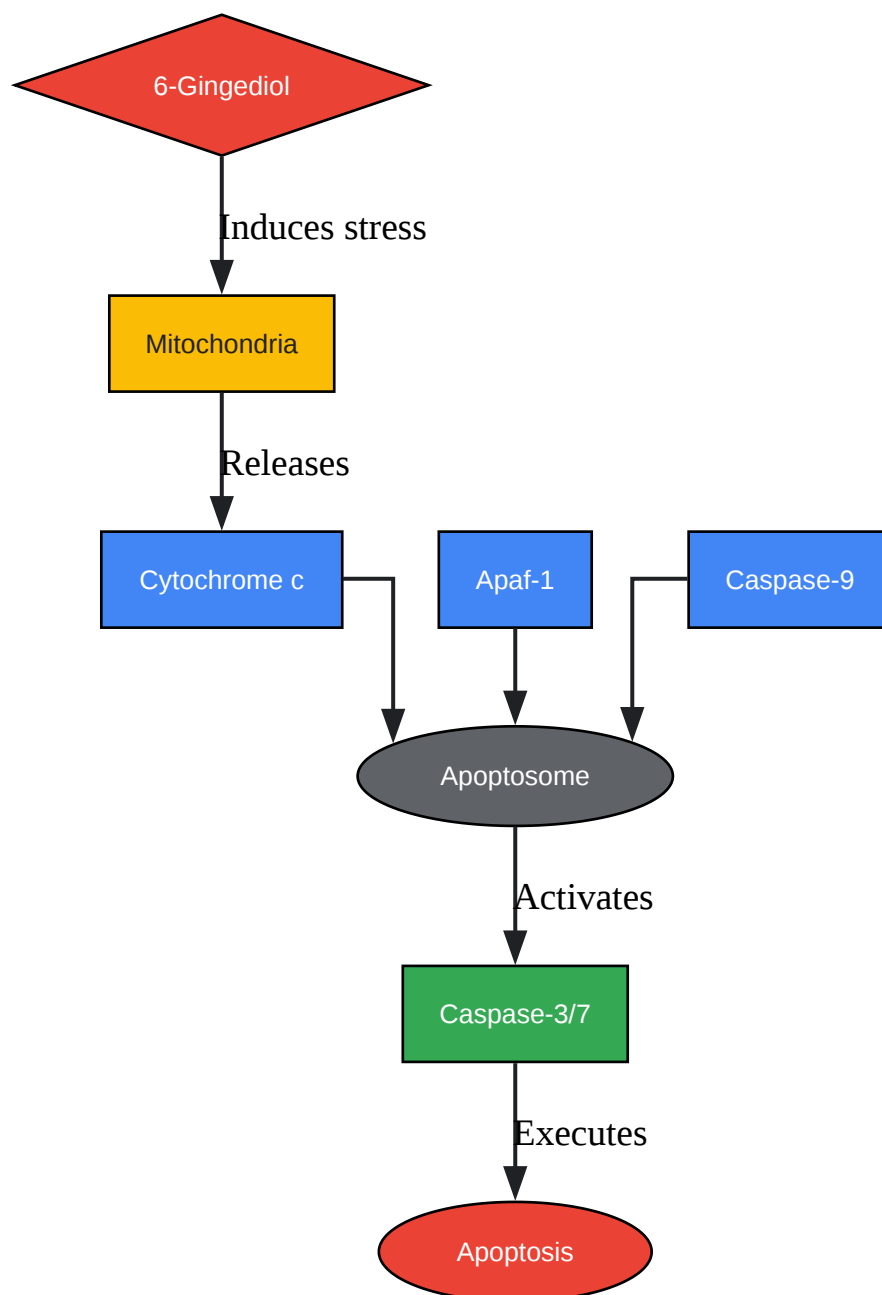 6-Gingediol
Induces stress
Mitochondria
Releases
Cytochrome c
Apaf-1
Caspase-9
Apoptosome
Activates
Caspase-3/7
Executes
Apoptosis